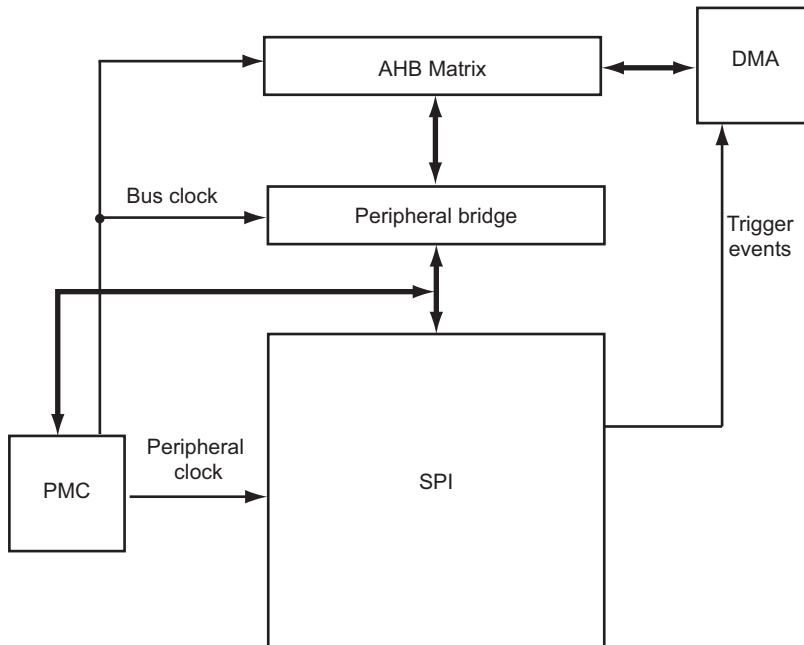 AHB Matrix
DMA
Bus clock
Peripheral bridge
Trigger
events
Peripheral
clock
PMC
SPI